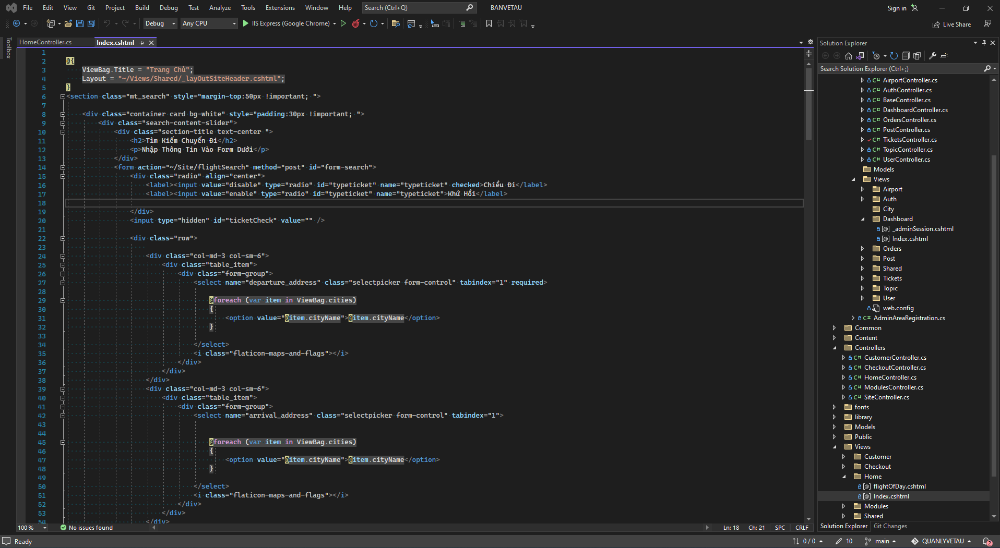 File Edit View Git Project Build Debug Test Analyze Tools Extensions Window Help Search (Ctrl+Q) BANVETAU Sign in
Debug Any CPU IIS Express (Google Chrome) Live Share
Toolbox
HomeController.cs Index.cshtml
1
2 @{
3 ViewBag.Title = "Trang Chủ";
4 Layout = "~/Views/Shared/_layOutSiteHeader.cshtml";
5 }
6 <section class="mt_search" style="margin-top:50px !important; ">
7
8 <div class="container card bg-white" style="padding:30px !important; ">
9 <div class="search-content-slider">
10 <div class="section-title text-center ">
11 <h2>Tìm Kiếm Chuyến Đi</h2>
12 <p>Nhập Thông Tin Vào Form Dưới</p>
13 </div>
14 <form action="~/Site/flightSearch" method="post" id="form-search">
15 <div class="radio" align="center">
16 <label><input value="disable" type="radio" id="typeticket" name="typeticket" checked>Chiều Đi</label>
17 <label><input value="enable" type="radio" id="typeticket" name="typeticket">Khứ Hồi</label>
18
19 </div>
20 <input type="hidden" id="ticketCheck" value="" />
21
22 <div class="row">
23
24 <div class="col-md-3 col-sm-6">
25 <div class="table_item">
26 <div class="form-group">
27 <select name="departure_address" class="selectpicker form-control" tabindex="1" required>
28
29 @foreach (var item in ViewBag.cities)
30 {
31 <option value="@item.cityName">@item.cityName</option>
32 }
33
34 </select>
35 <i class="flaticon-maps-and-flags"></i>
36 </div>
37 </div>
38 </div>
39 <div class="col-md-3 col-sm-6">
40 <div class="table_item">
41 <div class="form-group">
42 <select name="arrival_address" class="selectpicker form-control" tabindex="1">
43
44
45 @foreach (var item in ViewBag.cities)
46 {
47 <option value="@item.cityName">@item.cityName</option>
48 }
49
50 </select>
51 <i class="flaticon-maps-and-flags"></i>
52 </div>
53 </div>
54 </div>
100 % No issues found Ln: 18 Ch: 21 SPC CRLF
Solution Explorer
Search Solution Explorer (Ctrl+;)
C# AirportController.cs
C# AuthController.cs
C# BaseController.cs
C# DashboardController.cs
C# OrdersController.cs
C# PostController.cs
C# TicketsController.cs
C# TopicController.cs
C# UserController.cs
Models
Views
Airport
Auth
City
Dashboard
[@] _adminSession.cshtml
[@] Index.cshtml
Orders
Post
Shared
Tickets
Topic
User
web.config
C# AdminAreaRegistration.cs
Common
Content
Controllers
C# CustomerController.cs
C# CheckoutController.cs
C# HomeController.cs
C# ModulesController.cs
C# SiteController.cs
fonts
library
Models
Public
Views
Customer
Checkout
Home
[@] flightOfDay.cshtml
[@] Index.cshtml
Modules
Shared
Solution Explorer Git Changes
Ready 0 / 0 10 main QUANLYVETAU 2